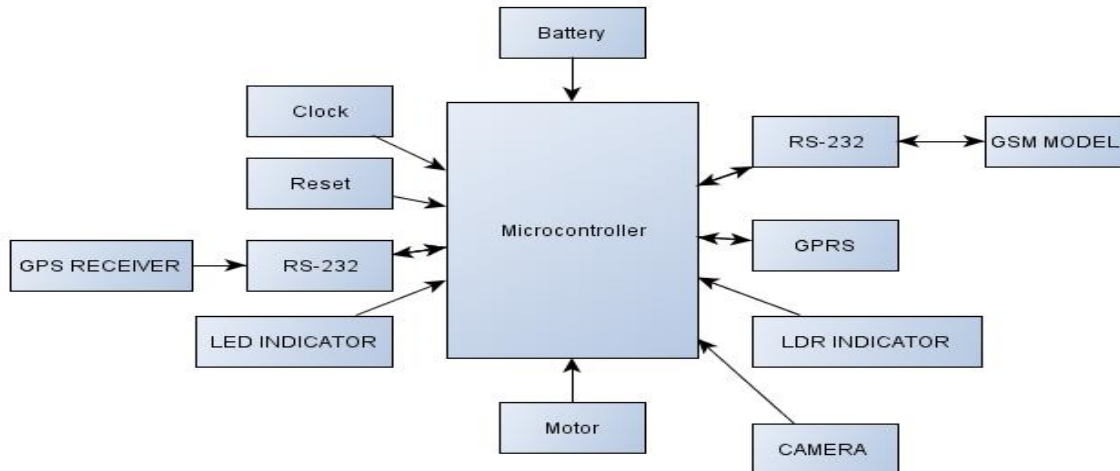 Battery
Clock
RS-232
GSM MODEL
Reset
Microcontroller
GPRS
GPS RECEIVER
RS-232
LED INDICATOR
LDR INDICATOR
Motor
CAMERA